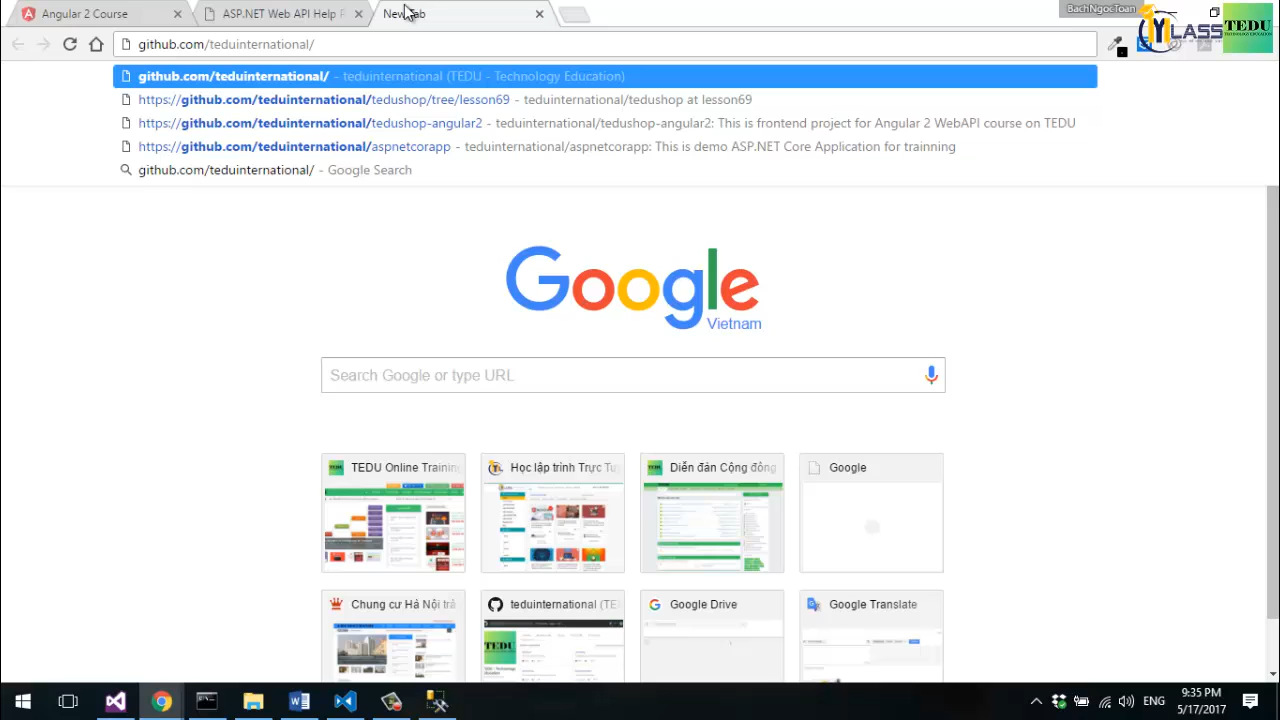 Angular 2 Course
ASP.NET Web API Help P
New Tab
BachNgocToan
YLASS
TEDU
github.com/teduinternational/
github.com/teduinternational/ - teduinternational (TEDU - Technology Education)
https://github.com/teduinternational/tedushop/tree/lesson69 - teduinternational/tedushop at lesson69
https://github.com/teduinternational/tedushop-angular2 - teduinternational/tedushop-angular2: This is frontend project for Angular 2 WebAPI course on TEDU
https://github.com/teduinternational/aspnetcorapp - teduinternational/aspnetcorapp: This is demo ASP.NET Core Application for trainning
github.com/teduinternational/ - Google Search
Google
Vietnam
Search Google or type URL
TEDU Online Training
Học lập trình Trực Tu
Diễn đàn Cộng đông
Google
Chung cư Hà Nội trả
teduinternational (TE
Google Drive
Google Translate
TEDU
ENG
9:35 PM
5/17/2017